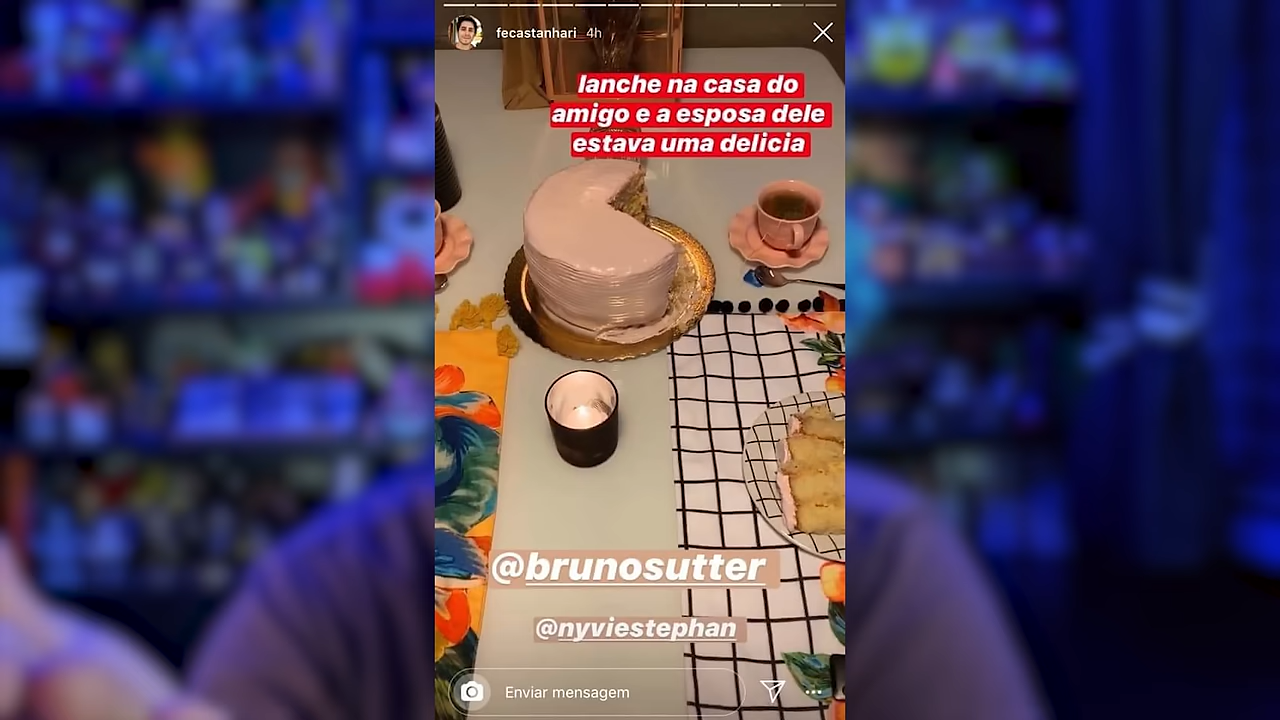 fecastanhari 4h
lanche na casa do
amigo e a esposa dele
estava uma delicia
@brunosutter
@nyviestephan
Enviar mensagem